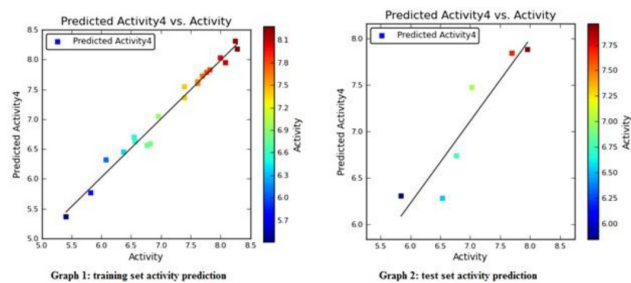 Predicted Activity4 vs. Activity
Predicted Activity4
8.5
8.0
7.5
7.0
6.5
6.0
5.5
5.0
Predicted Activity4
5.0 5.5 6.0 6.5 7.0 7.5 8.0 8.5
Activity
8.1
7.8
7.5
7.2
6.9
6.6
6.3
6.0
5.7
Activity
Graph 1: training set activity prediction
Predicted Activity4 vs. Activity
Predicted Activity4
8.0
7.5
7.0
6.5
6.0
Predicted Activity4
6.0 6.5 7.0 7.5 8.0 8.5
Activity
7.75
7.50
7.25
7.00
6.75
6.50
6.25
6.00
Activity
Graph 2: test set activity prediction